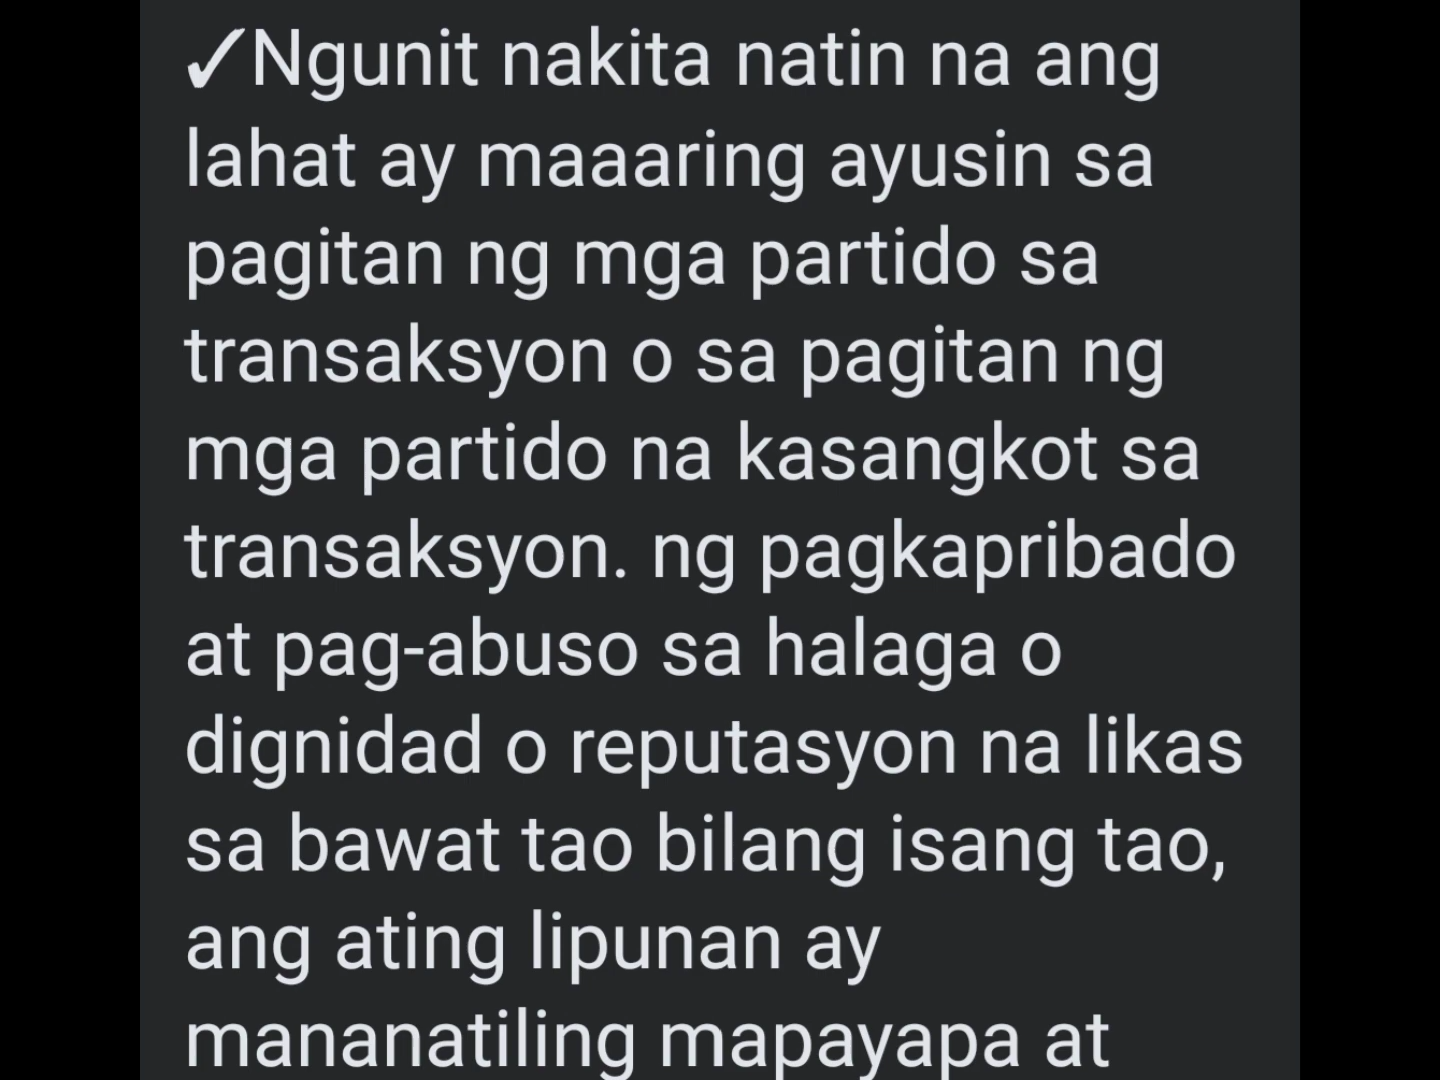 ✓Ngunit nakita natin na ang
lahat ay maaaring ayusin sa
pagitan ng mga partido sa
transaksyon o sa pagitan ng
mga partido na kasangkot sa
transaksyon. ng pagkapribado
at pag-abuso sa halaga o
dignidad o reputasyon na likas
sa bawat tao bilang isang tao,
ang ating lipunan ay
mananatiling mapayapa at